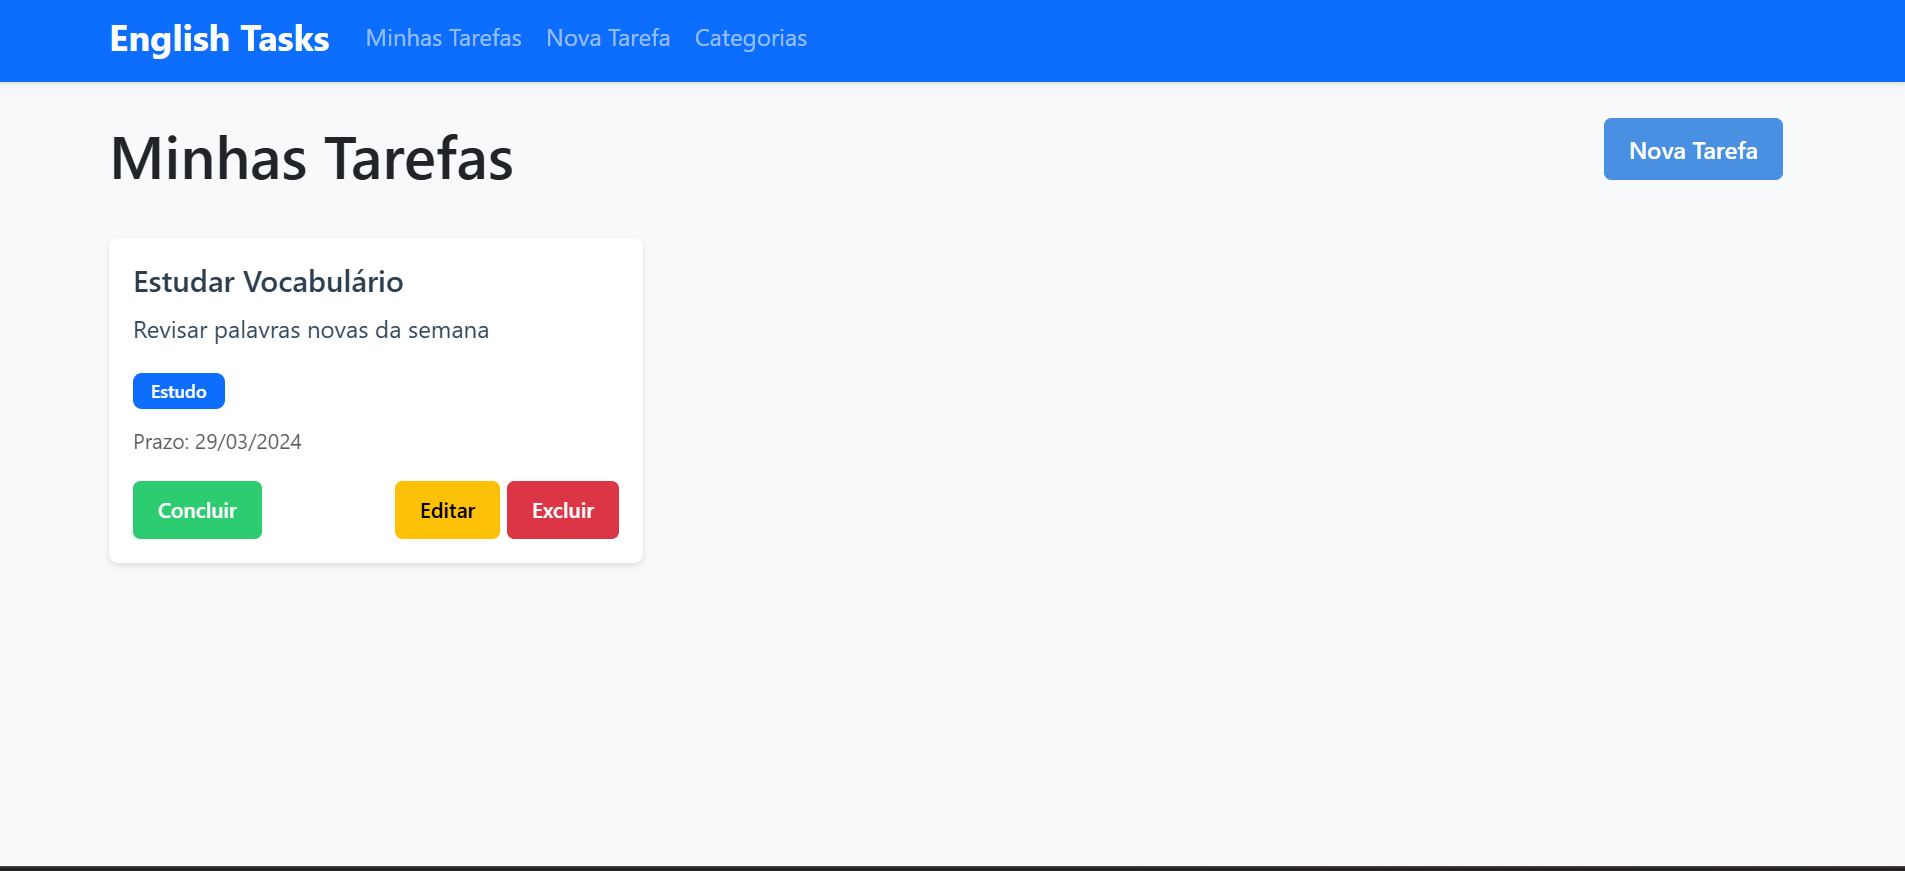 English Tasks Minhas Tarefas Nova Tarefa Categorias
Minhas Tarefas
Nova Tarefa
Estudar Vocabulário
Revisar palavras novas da semana
Estudo
Prazo: 29/03/2024
Concluir Editar Excluir